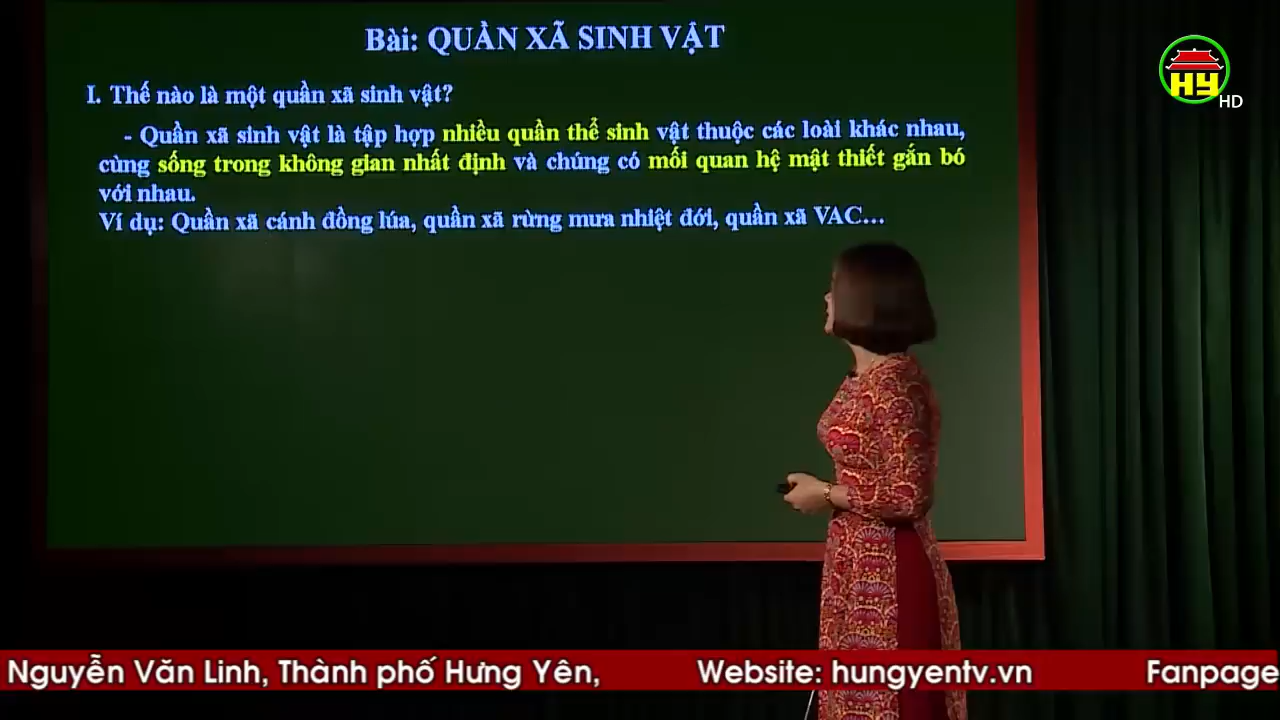 Bài: QUẦN XÃ SINH VẬT
HY
HD
I. Thế nào là một quần xã sinh vật?
- Quần xã sinh vật là tập hợp nhiều quần thể sinh vật thuộc các loài khác nhau,
cùng sống trong không gian nhất định và chúng có mối quan hệ mật thiết gắn bó
với nhau.
Ví dụ: Quần xã cánh đồng lúa, quần xã rừng mưa nhiệt đới, quần xã VAC...
Nguyễn Văn Linh, Thành phố Hưng Yên, Website: hungyentv.vn Fanpage